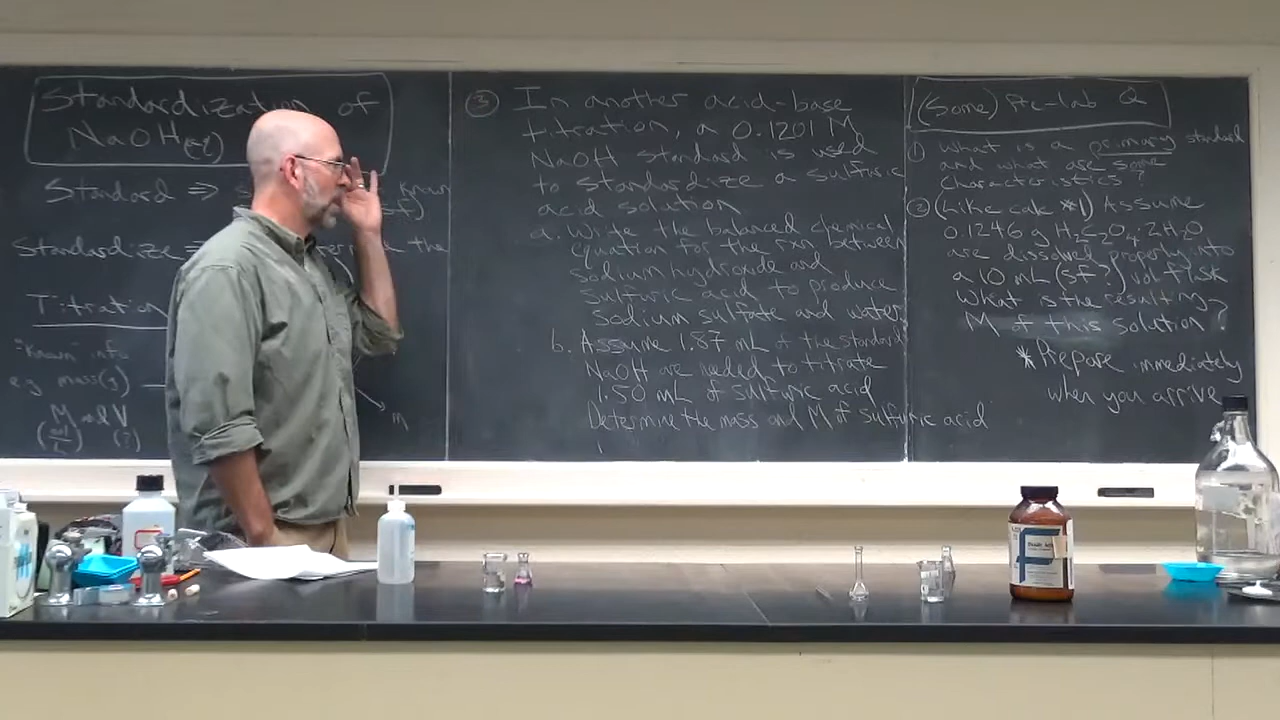 Standardization of
NaOH(aq)
Standard ⇒ known
sf)
Standardize the
Titration
"known" info
e.g. mass(g)
M and V
(mol/L) (?)
m
③ In another acid-base
titration, a 0.1201 M
NaOH standard is used
to standardize a sulfuric
acid solution
a. Write the balanced chemical
equation for the rxn between
sodium hydroxide and
sulfuric acid to produce
sodium sulfate and water
b. Assume 1.87 mL of the standard
NaOH are needed to titrate
1.50 mL of sulfuric acid
Determine the mass and M of sulfuric acid
(Some) Pre-lab Q
① What is a primary standard
and what are some
characteristics?
② (Like calc #1) Assume
0.1246 g H₂C₂O₄·2H₂O
are dissolved properly into
a 10 mL (sf?) vol flask
What is the resulting
M of this solution?
* Prepare immediately
when you arrive